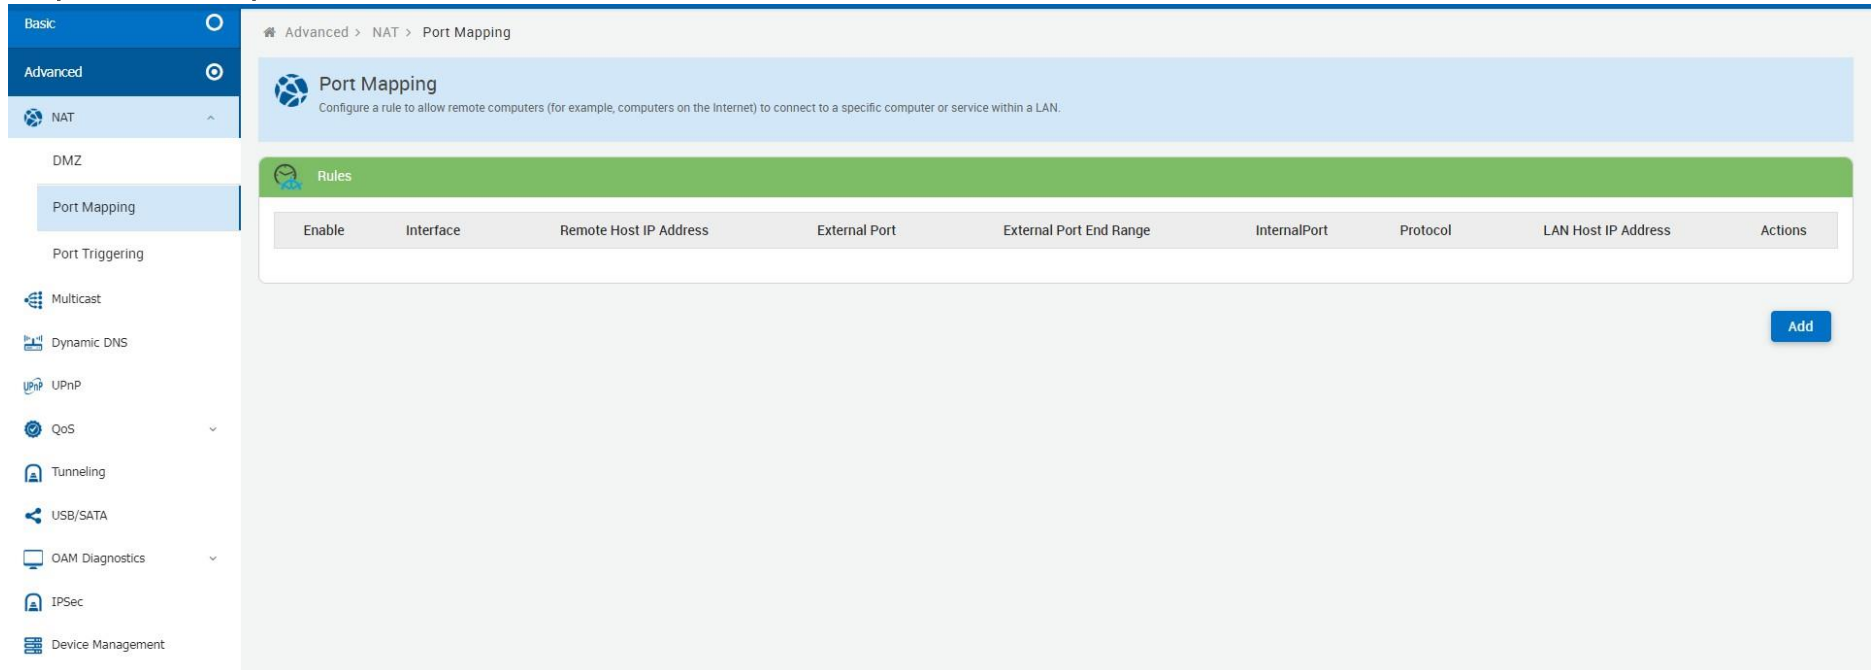 Basic
Advanced
NAT
DMZ
Port Mapping
Port Triggering
Multicast
Dynamic DNS
UPnP UPnP
QoS
Tunneling
USB/SATA
OAM Diagnostics
IPSec
Device Management
Advanced > NAT > Port Mapping
Port Mapping
Configure a rule to allow remote computers (for example, computers on the Internet) to connect to a specific computer or service within a LAN.
Rules
Enable Interface Remote Host IP Address External Port External Port End Range InternalPort Protocol LAN Host IP Address Actions
Add